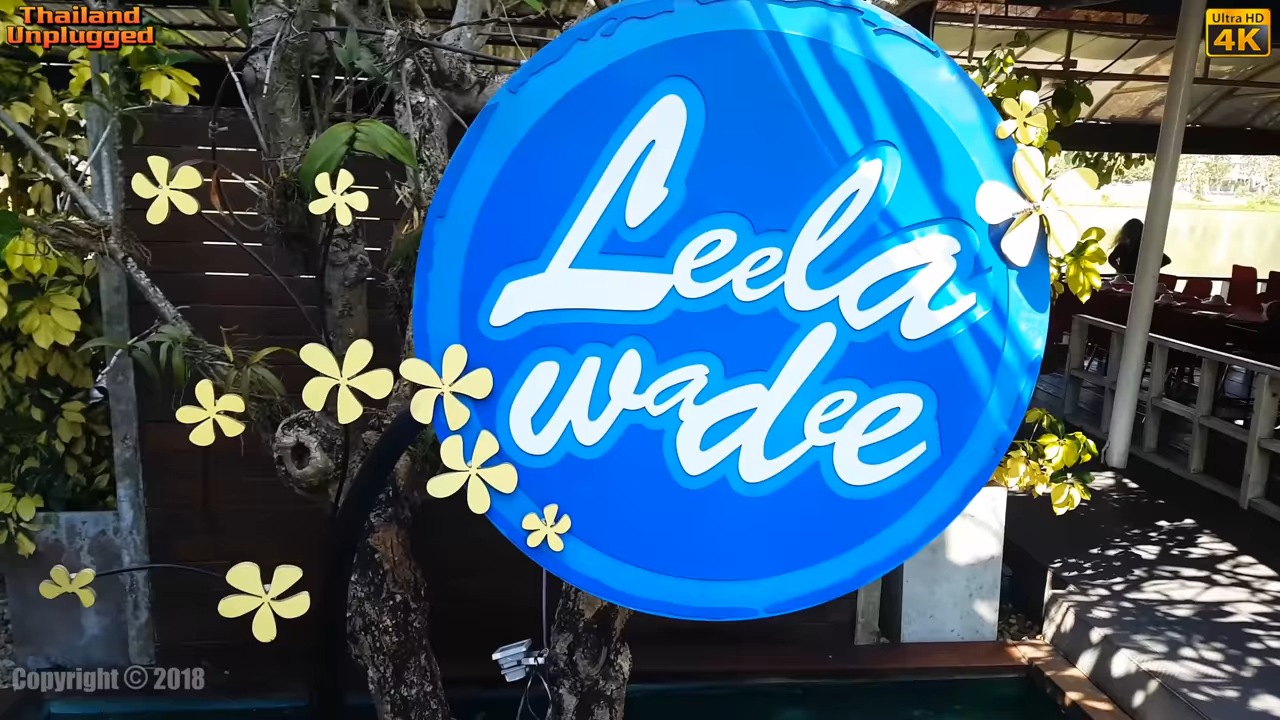 Thailand
Unplugged
Ultra HD
4K
Leela
wadee
Copyright © 2018